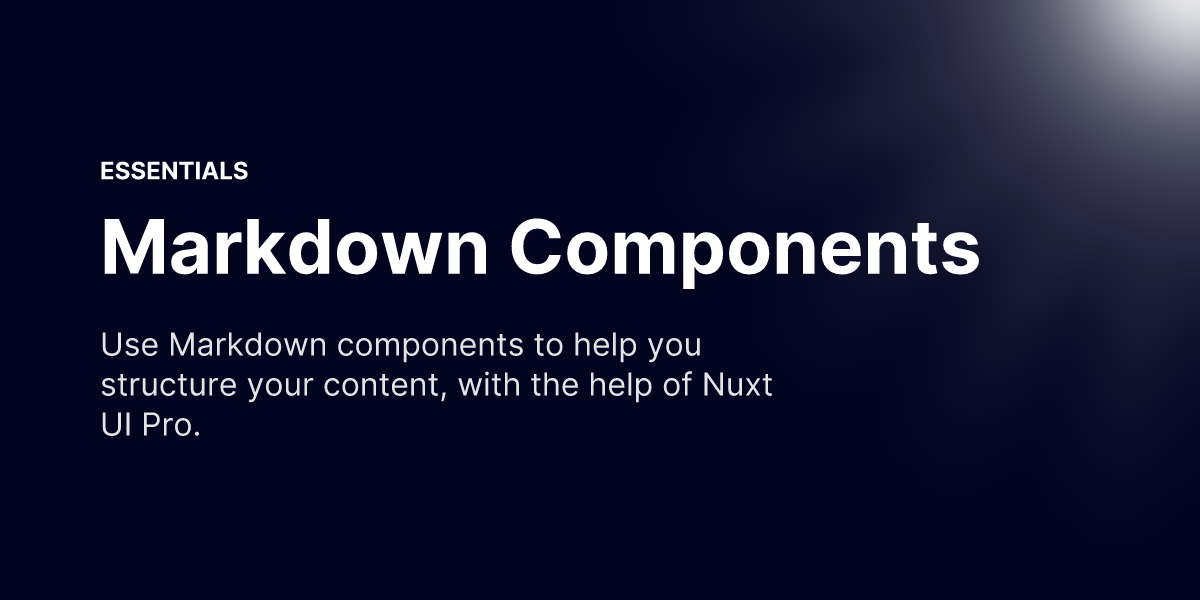 ESSENTIALS
Markdown Components
Use Markdown components to help you
structure your content, with the help of Nuxt
UI Pro.